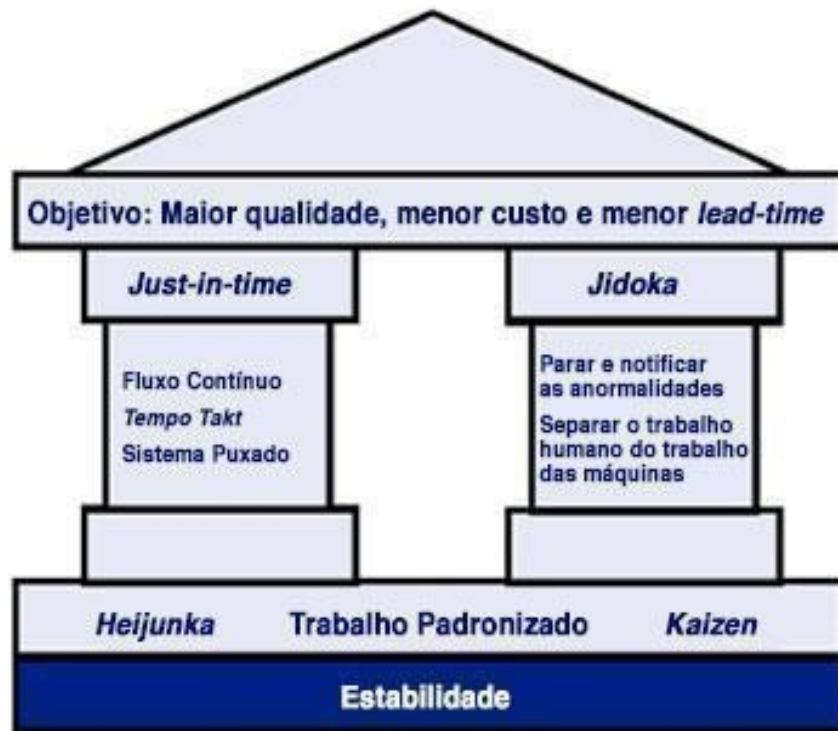 Objetivo: Maior qualidade, menor custo e menor lead-time
Just-in-time
Fluxo Contínuo
Tempo Takt
Sistema Puxado
Jidoka
Parar e notificar
as anormalidades
Separar o trabalho
humano do trabalho
das máquinas
Heijunka Trabalho Padronizado Kaizen
Estabilidade